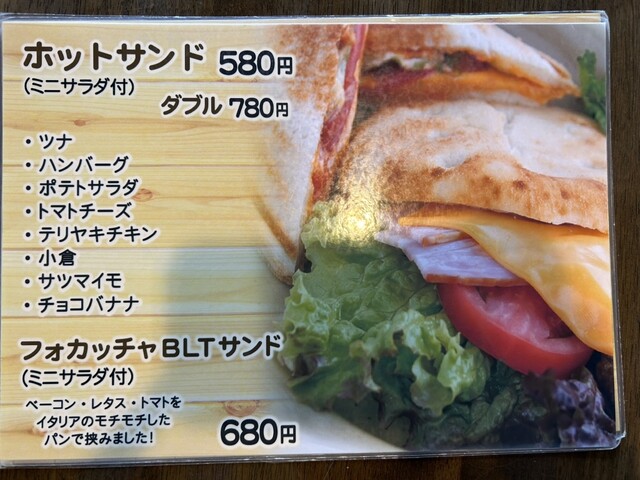 ホットサンド 580円
(ミニサラダ付)
ダブル 780円
・ツナ
・ハンバーグ
・ポテトサラダ
・トマトチーズ
・テリヤキチキン
・小倉
・サツマイモ
・チョコバナナ
フォカッチャBLTサンド
(ミニサラダ付)
ベーコン・レタス・トマトを
イタリアのモチモチした
パンで挟みました!
680円